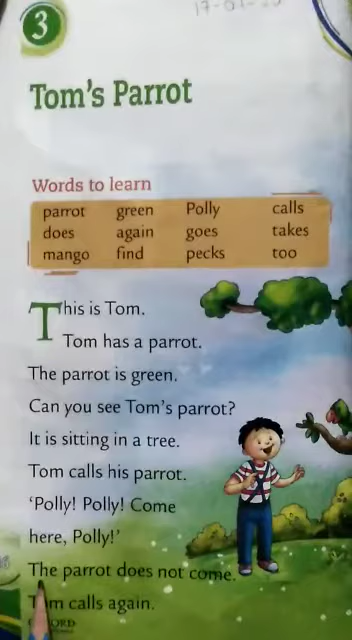 3
Tom's Parrot
Words to learn
parrot green Polly calls
does again goes takes
mango find pecks too
This is Tom.
Tom has a parrot.
The parrot is green.
Can you see Tom's parrot?
It is sitting in a tree.
Tom calls his parrot.
‘Polly! Polly! Come
here, Polly!’
The parrot does not come.
Tom calls again.